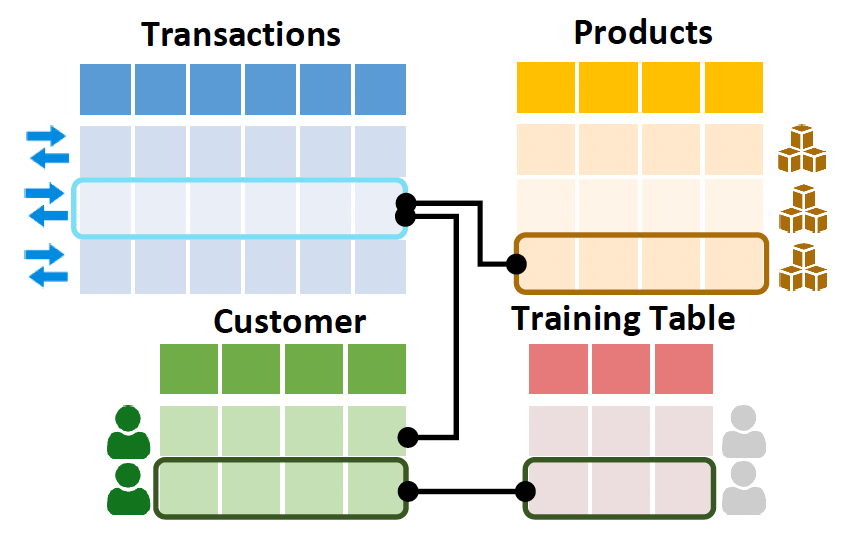 Transactions
Products
Customer
Training Table